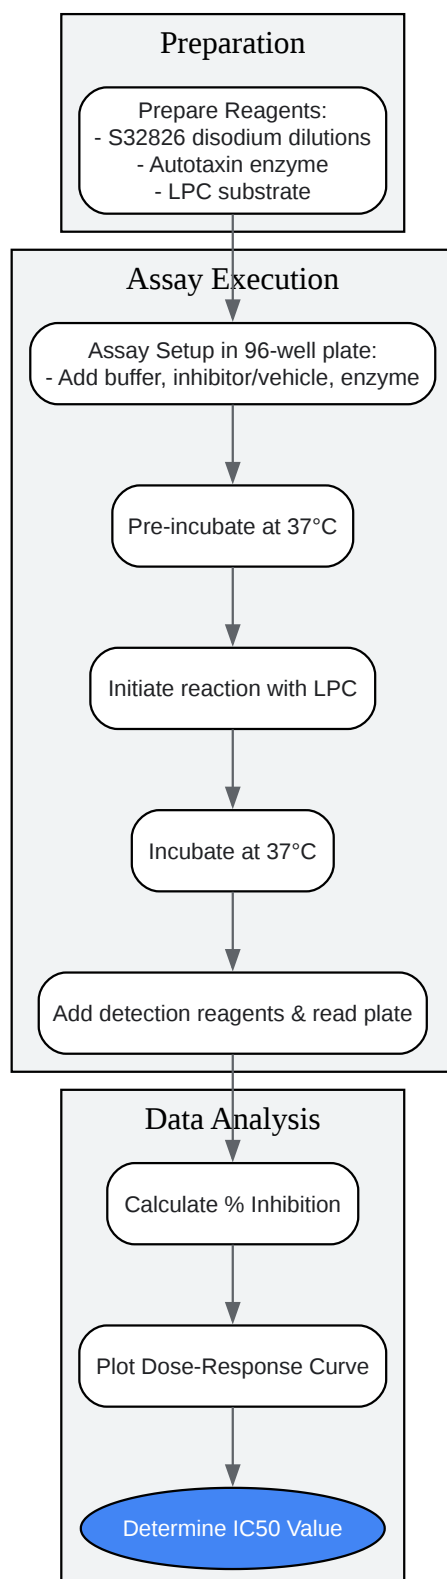 Preparation
Prepare Reagents:
- S32826 disodium dilutions
- Autotaxin enzyme
- LPC substrate
Assay Execution
Assay Setup in 96-well plate:
- Add buffer, inhibitor/vehicle, enzyme
Pre-incubate at 37°C
Initiate reaction with LPC
Incubate at 37°C
Add detection reagents & read plate
Data Analysis
Calculate % Inhibition
Plot Dose-Response Curve
Determine IC50 Value